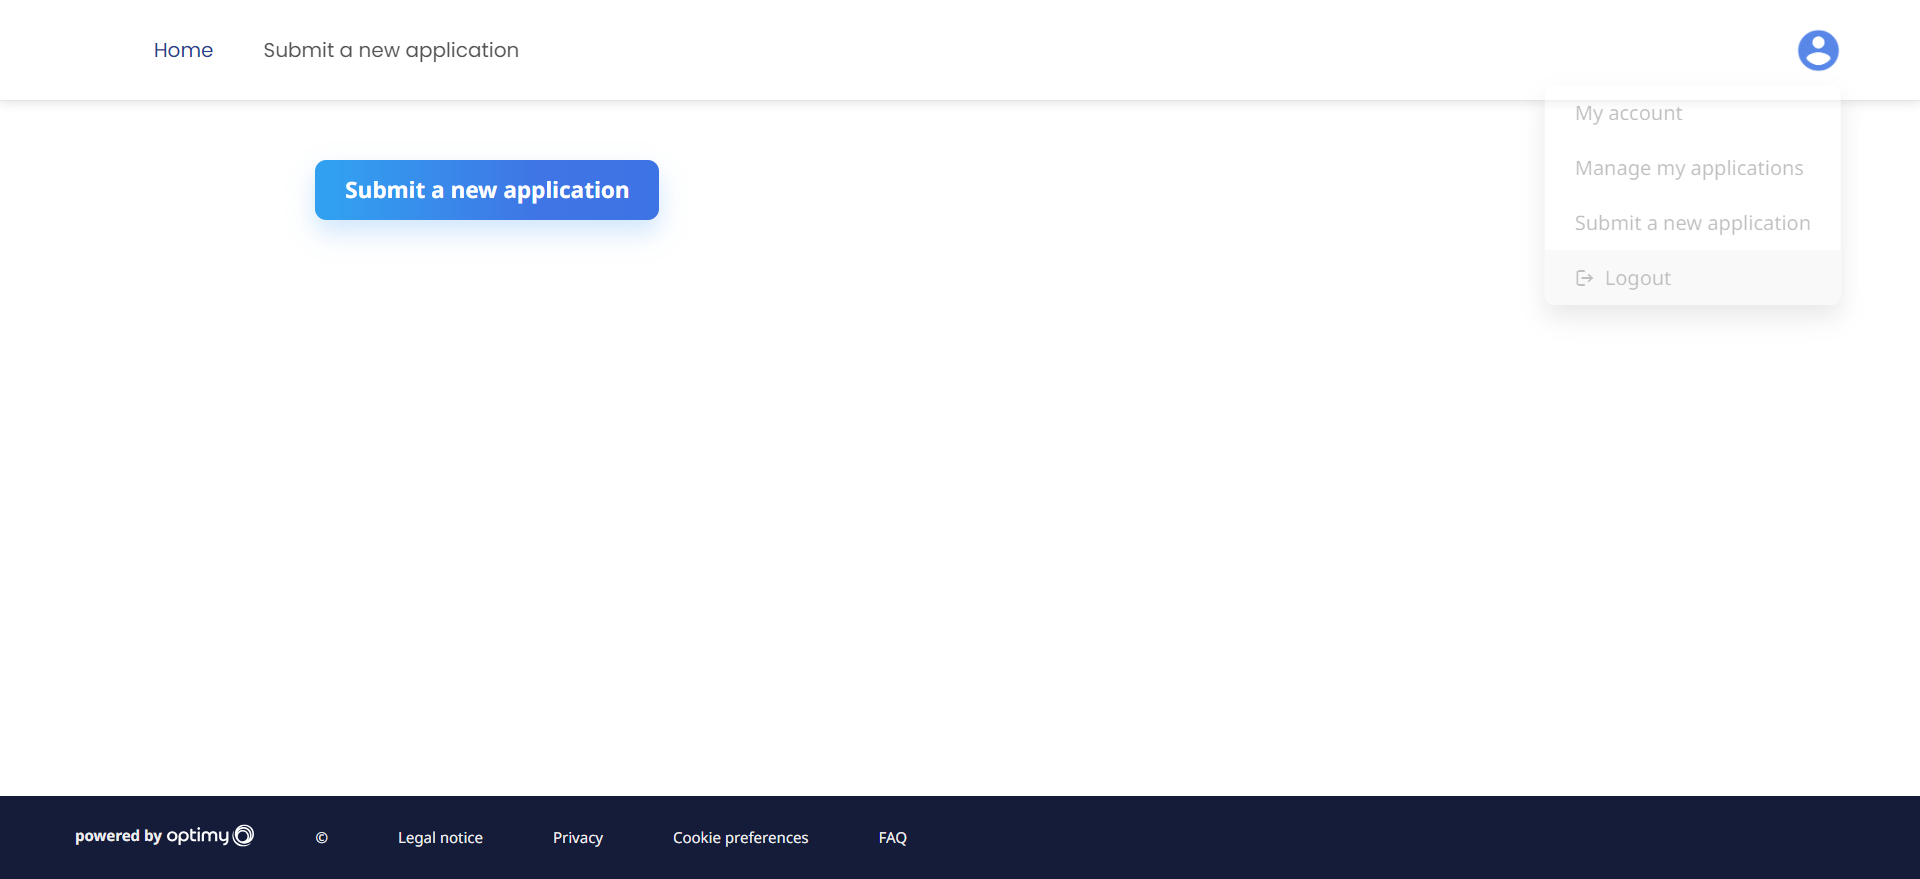 Home
Submit a new application
My account
Manage my applications
Submit a new application
Logout
Submit a new application
powered by optimy
©
Legal notice
Privacy
Cookie preferences
FAQ